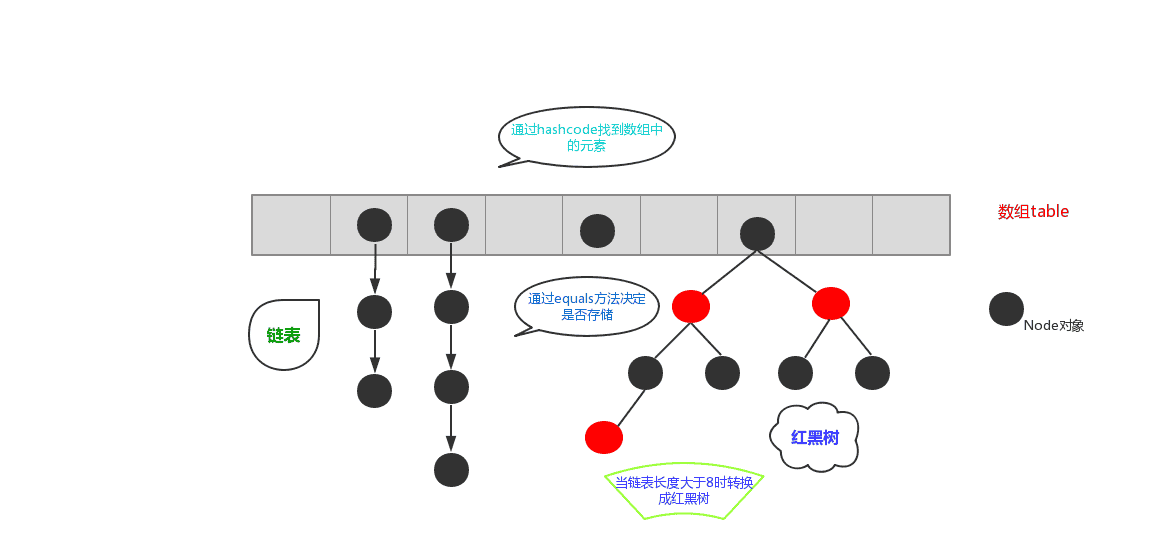 通过hashcode找到数组中
的元素
数组table
通过equals方法决定
是否存储
链表
Node对象
红黑树
当链表长度大于8时转换
成红黑树